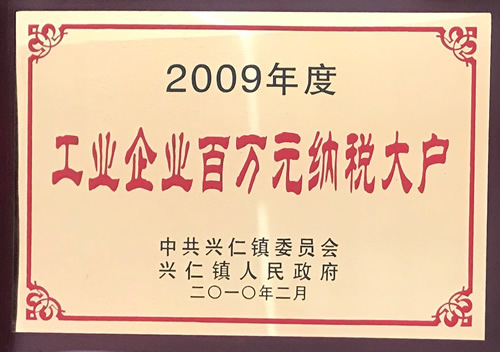 2009年度
工业企业百万元纳税大户
中共兴仁镇委员会
兴仁镇人民政府
二〇一〇年二月